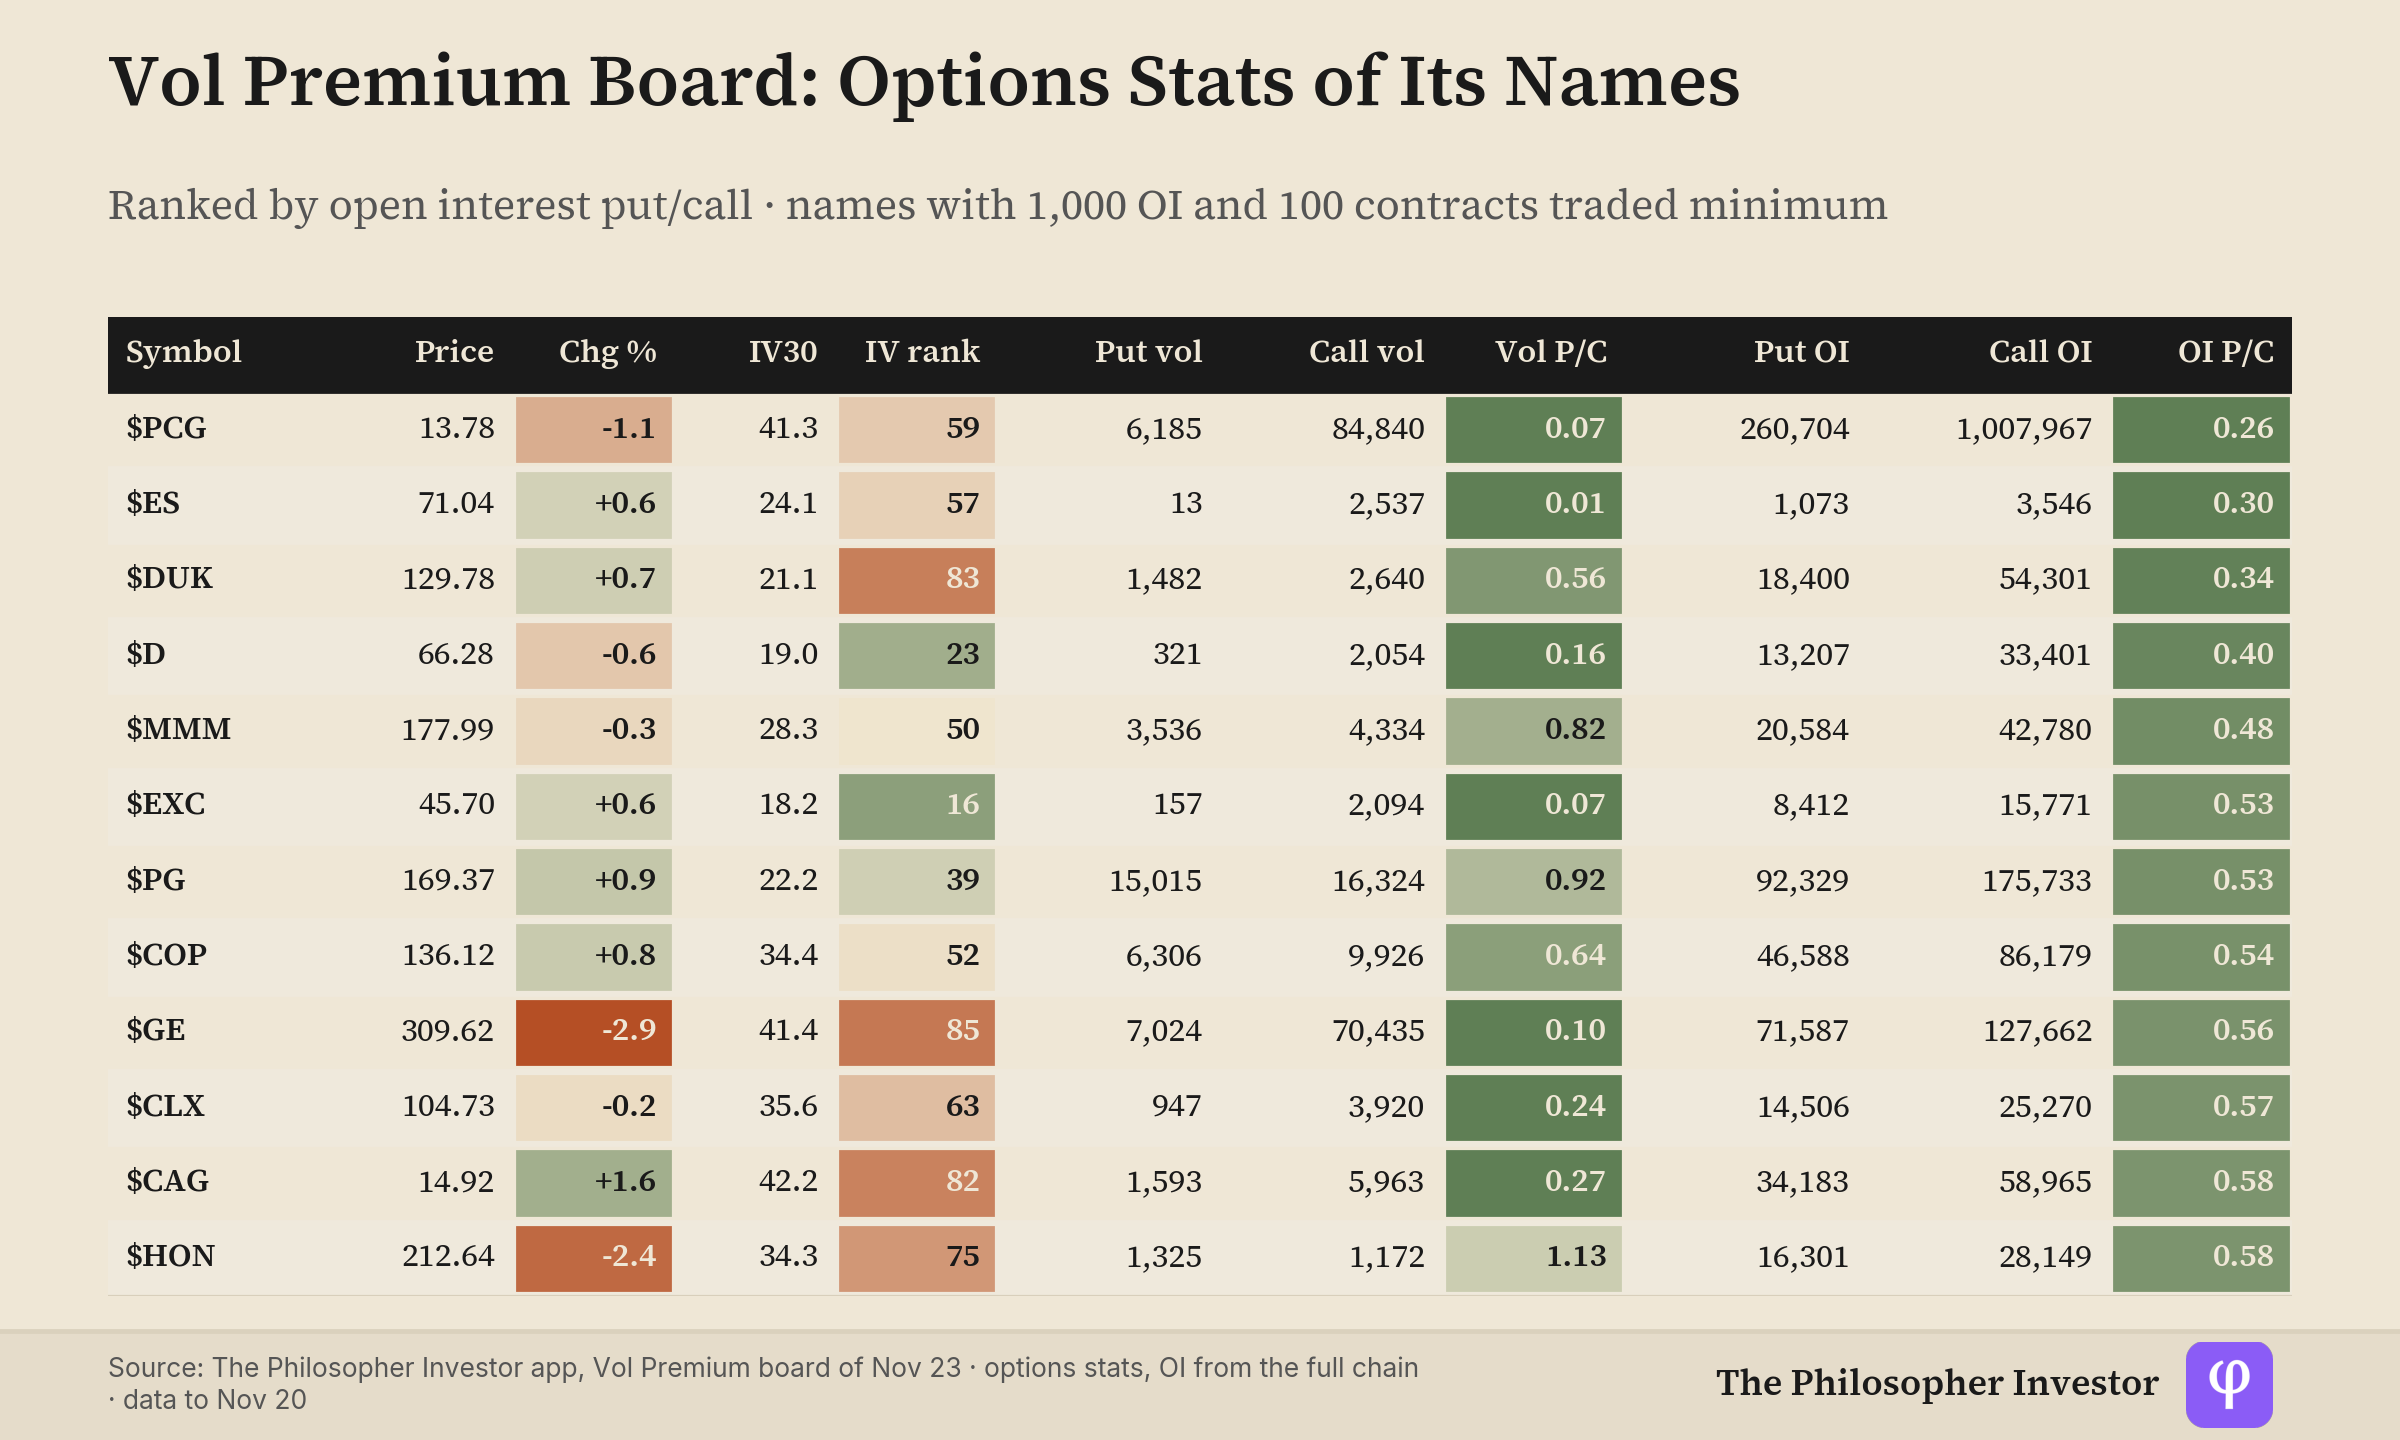 Vol Premium Board: Options Stats of Its Names
Ranked by open interest put/call · names with 1,000 OI and 100 contracts traded minimum
Symbol Price Chg % IV30 IV rank Put vol Call vol Vol P/C Put OI Call OI OI P/C
$PCG 13.78 -1.1 41.3 59 6,185 84,840 0.07 260,704 1,007,967 0.26
$ES 71.04 +0.6 24.1 57 13 2,537 0.01 1,073 3,546 0.30
$DUK 129.78 +0.7 21.1 83 1,482 2,640 0.56 18,400 54,301 0.34
$D 66.28 -0.6 19.0 23 321 2,054 0.16 13,207 33,401 0.40
$MMM 177.99 -0.3 28.3 50 3,536 4,334 0.82 20,584 42,780 0.48
$EXC 45.70 +0.6 18.2 16 157 2,094 0.07 8,412 15,771 0.53
$PG 169.37 +0.9 22.2 39 15,015 16,324 0.92 92,329 175,733 0.53
$COP 136.12 +0.8 34.4 52 6,306 9,926 0.64 46,588 86,179 0.54
$GE 309.62 -2.9 41.4 85 7,024 70,435 0.10 71,587 127,662 0.56
$CLX 104.73 -0.2 35.6 63 947 3,920 0.24 14,506 25,270 0.57
$CAG 14.92 +1.6 42.2 82 1,593 5,963 0.27 34,183 58,965 0.58
$HON 212.64 -2.4 34.3 75 1,325 1,172 1.13 16,301 28,149 0.58
Source: The Philosopher Investor app, Vol Premium board of Nov 23 · options stats, OI from the full chain
· data to Nov 20
The Philosopher Investor φ